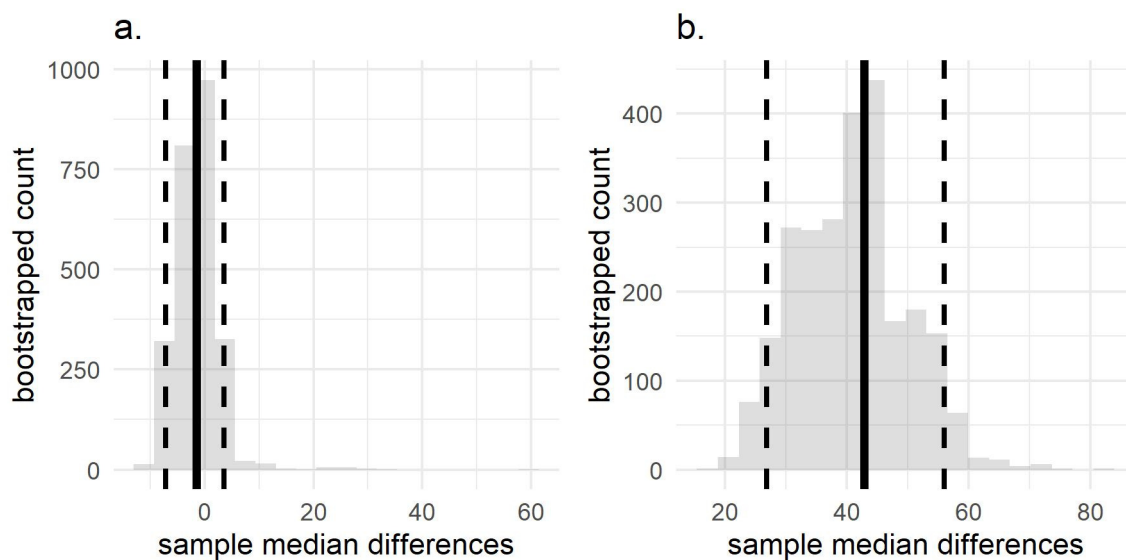 a.
1000
750
500
250
0
bootstrapped count
0 20 40 60
sample median differences
b.
400
300
200
100
0
bootstrapped count
20 40 60 80
sample median differences